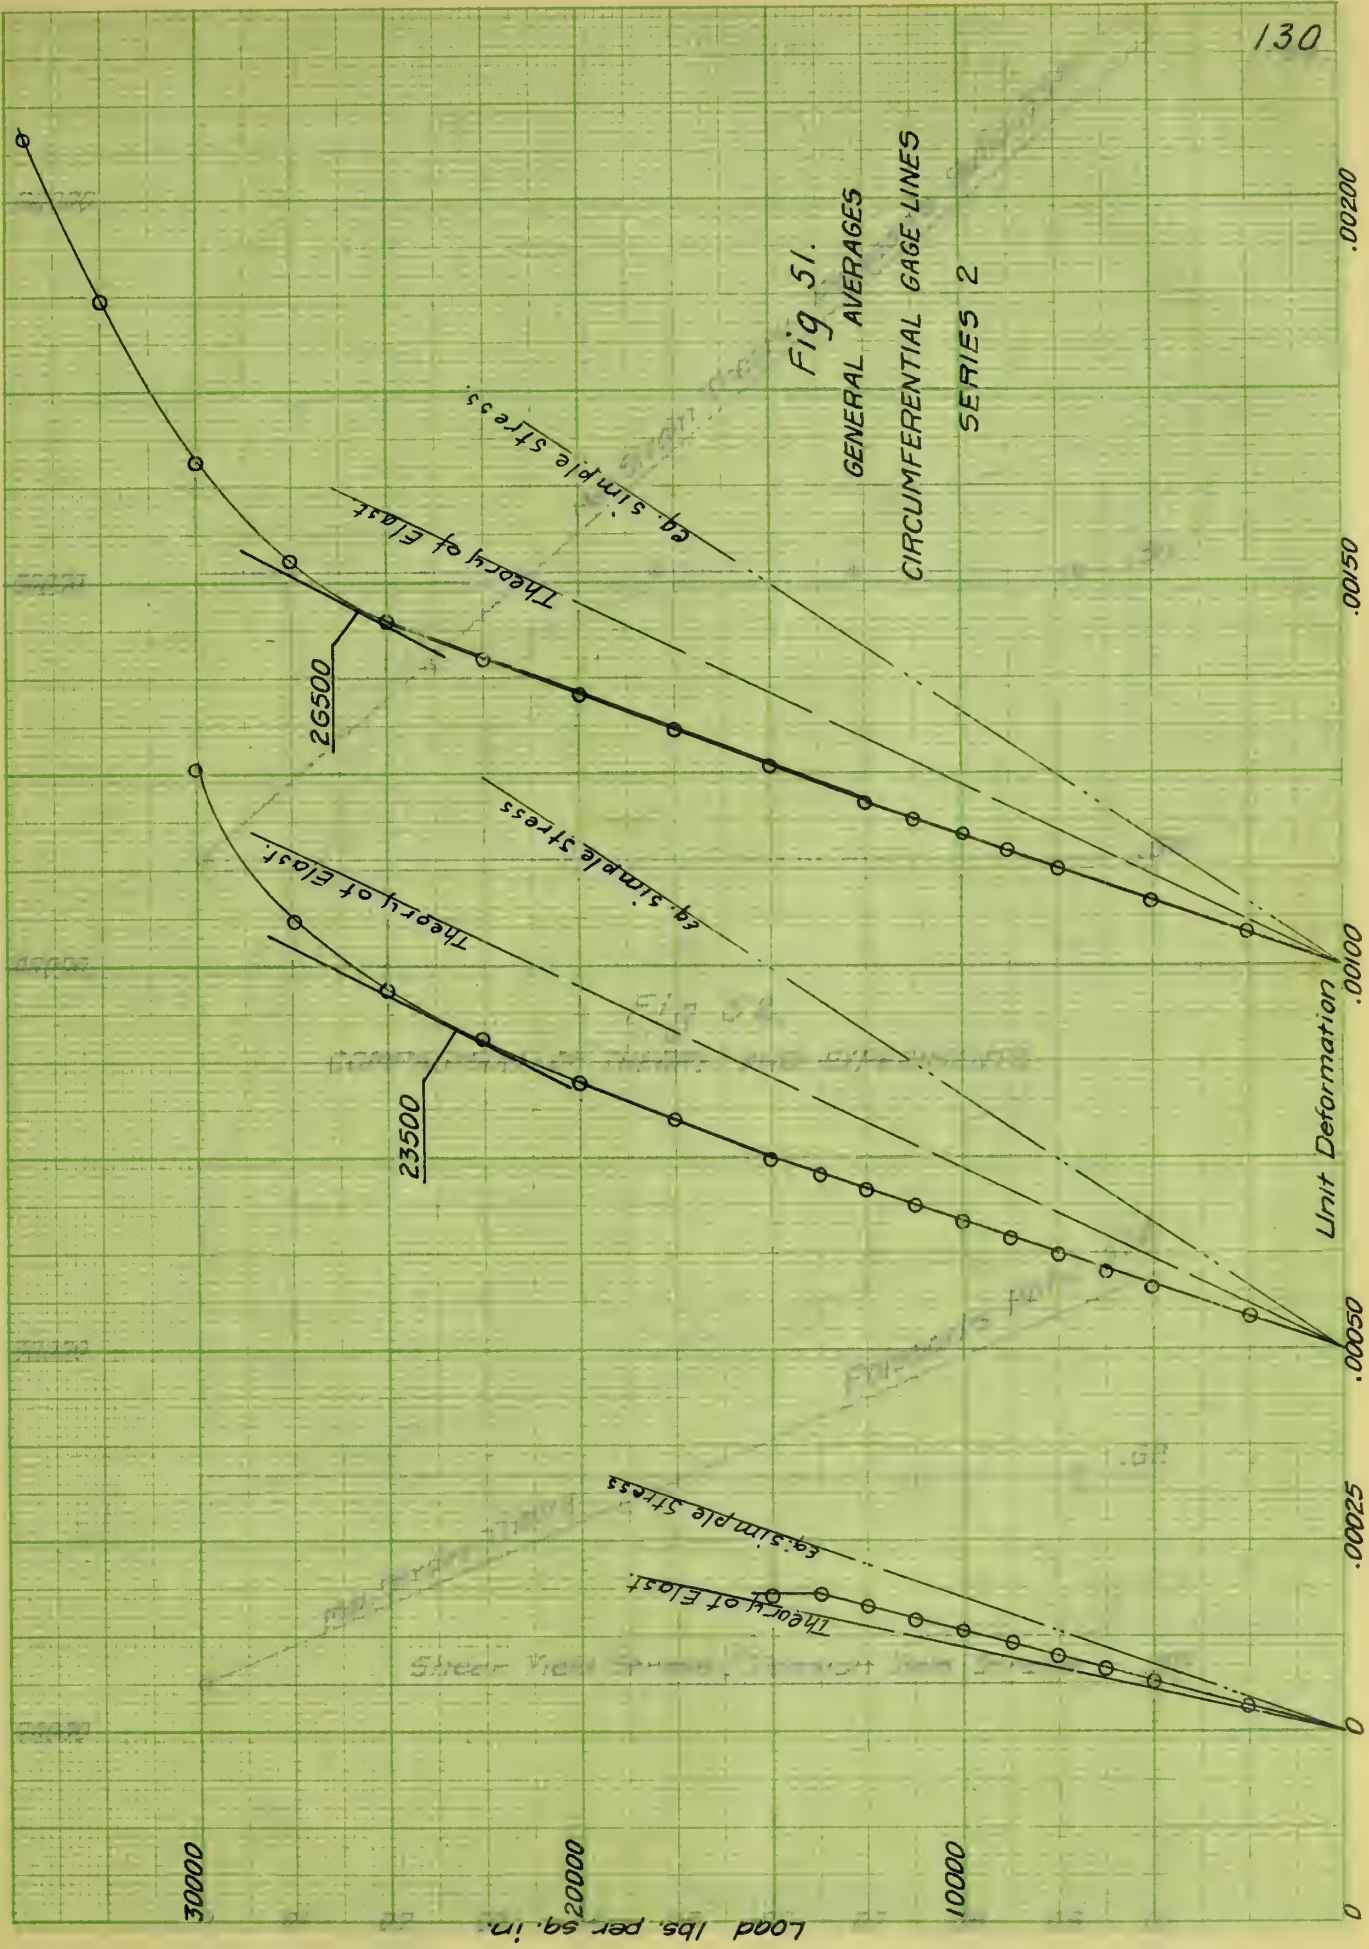 130
Fig 51.
GENERAL AVERAGES
CIRCUMFERENTIAL GAGE LINES
SERIES 2
30000
20000
10000
0
Load lbs. per sq. in.
Theory of Elast.
Eq. simple Stress
23500
Theory of Elast.
Eq. simple Stress
26500
Theory of Elast.
eq. simple stress.
0
.00025
.00050
.00100
.00150
.00200
Unit Deformation